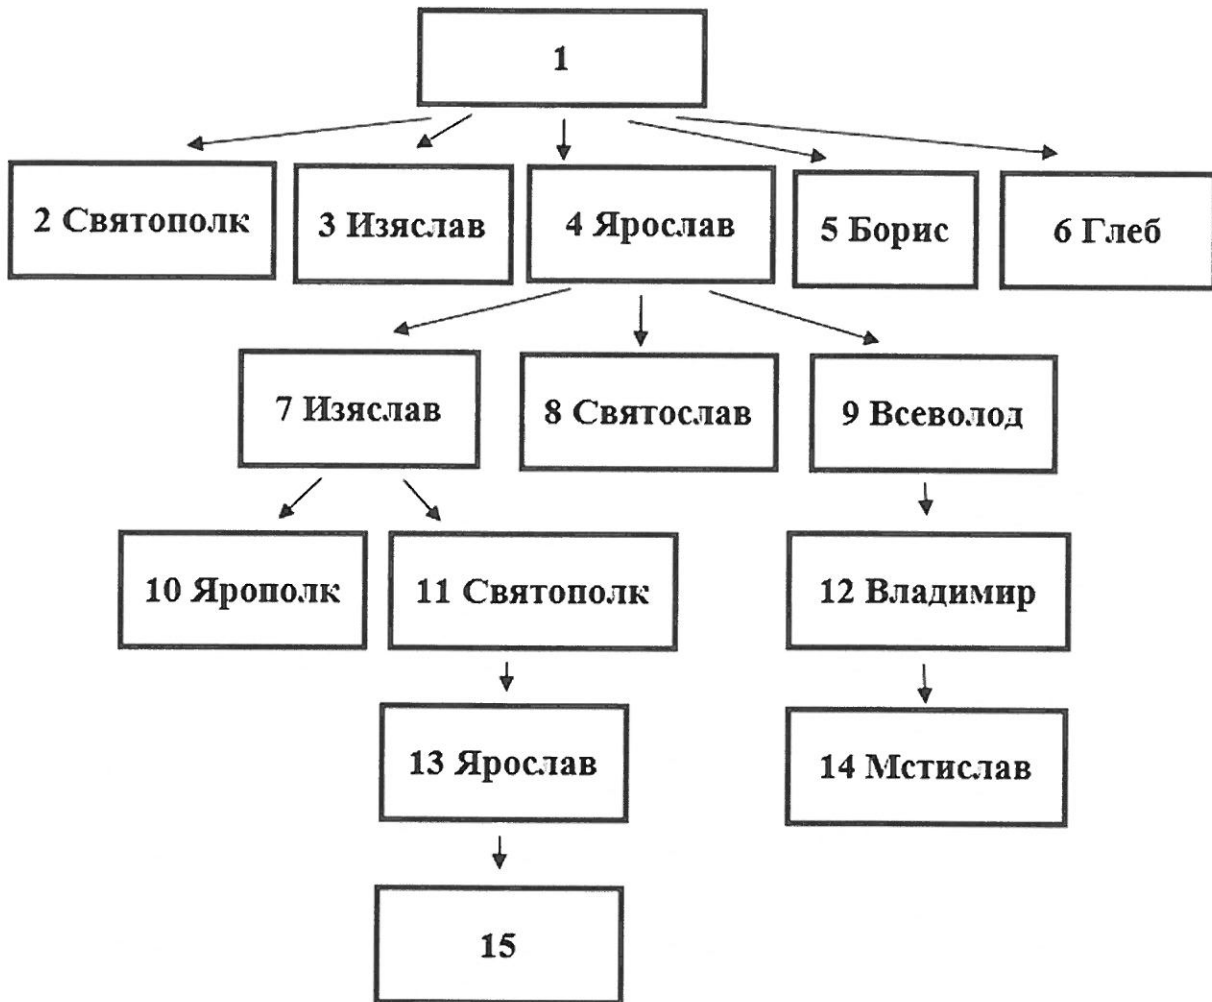 1
2 Святополк
3 Изяслав
4 Ярослав
5 Борис
6 Глеб
7 Изяслав
8 Святослав
9 Всеволод
10 Ярополк
11 Святополк
12 Владимир
13 Ярослав
14 Мстислав
15